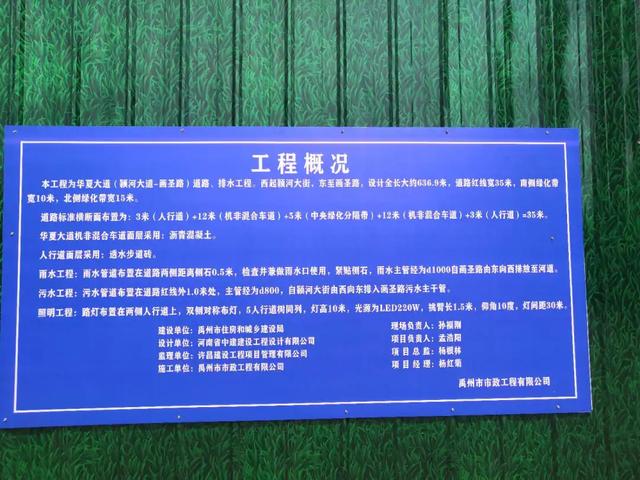 工程概况
本工程为华夏大道（颍河大道-画圣路）道路、排水工程。西起颍河大街，东至画圣路，设计全长大约636.9米，道路红线宽35米，南侧绿化带
宽10米，北侧绿化带宽15米。
道路标准横断面布置为：3米（人行道）+12米（机非混合车道）+5米（中央绿化分隔带）+12米（机非混合车道）+3米（人行道）=35米。
华夏大道机非混合车道面层采用：沥青混凝土。
人行道面层采用：透水步道砖。
雨水工程：雨水管道布置在道路两侧距离侧石0.5米，检查井兼做雨水口使用，紧贴侧石，雨水主管经为d1000自画圣路由东向西排放至河道。
污水工程：污水管道布置在道路红线外1.0米处，主管经为d800，自颍河大街由西向东排入画圣路污水主干管。
照明工程：路灯布置在两侧人行道上，双侧对称布灯，5人行道树同列，灯高10米，光源为LED220W，挑臂长1.5米，仰角10度，灯间距30米。
建设单位：禹州市住房和城乡建设局
设计单位：河南省中建建设工程设计有限公司
监理单位：许昌建设工程项目管理有限公司
施工单位：禹州市市政工程有限公司
现场负责人：孙福刚
项目负责人：孟浩阳
项目总监：杨根林
项目经理：杨红菊
禹州市市政工程有限公司